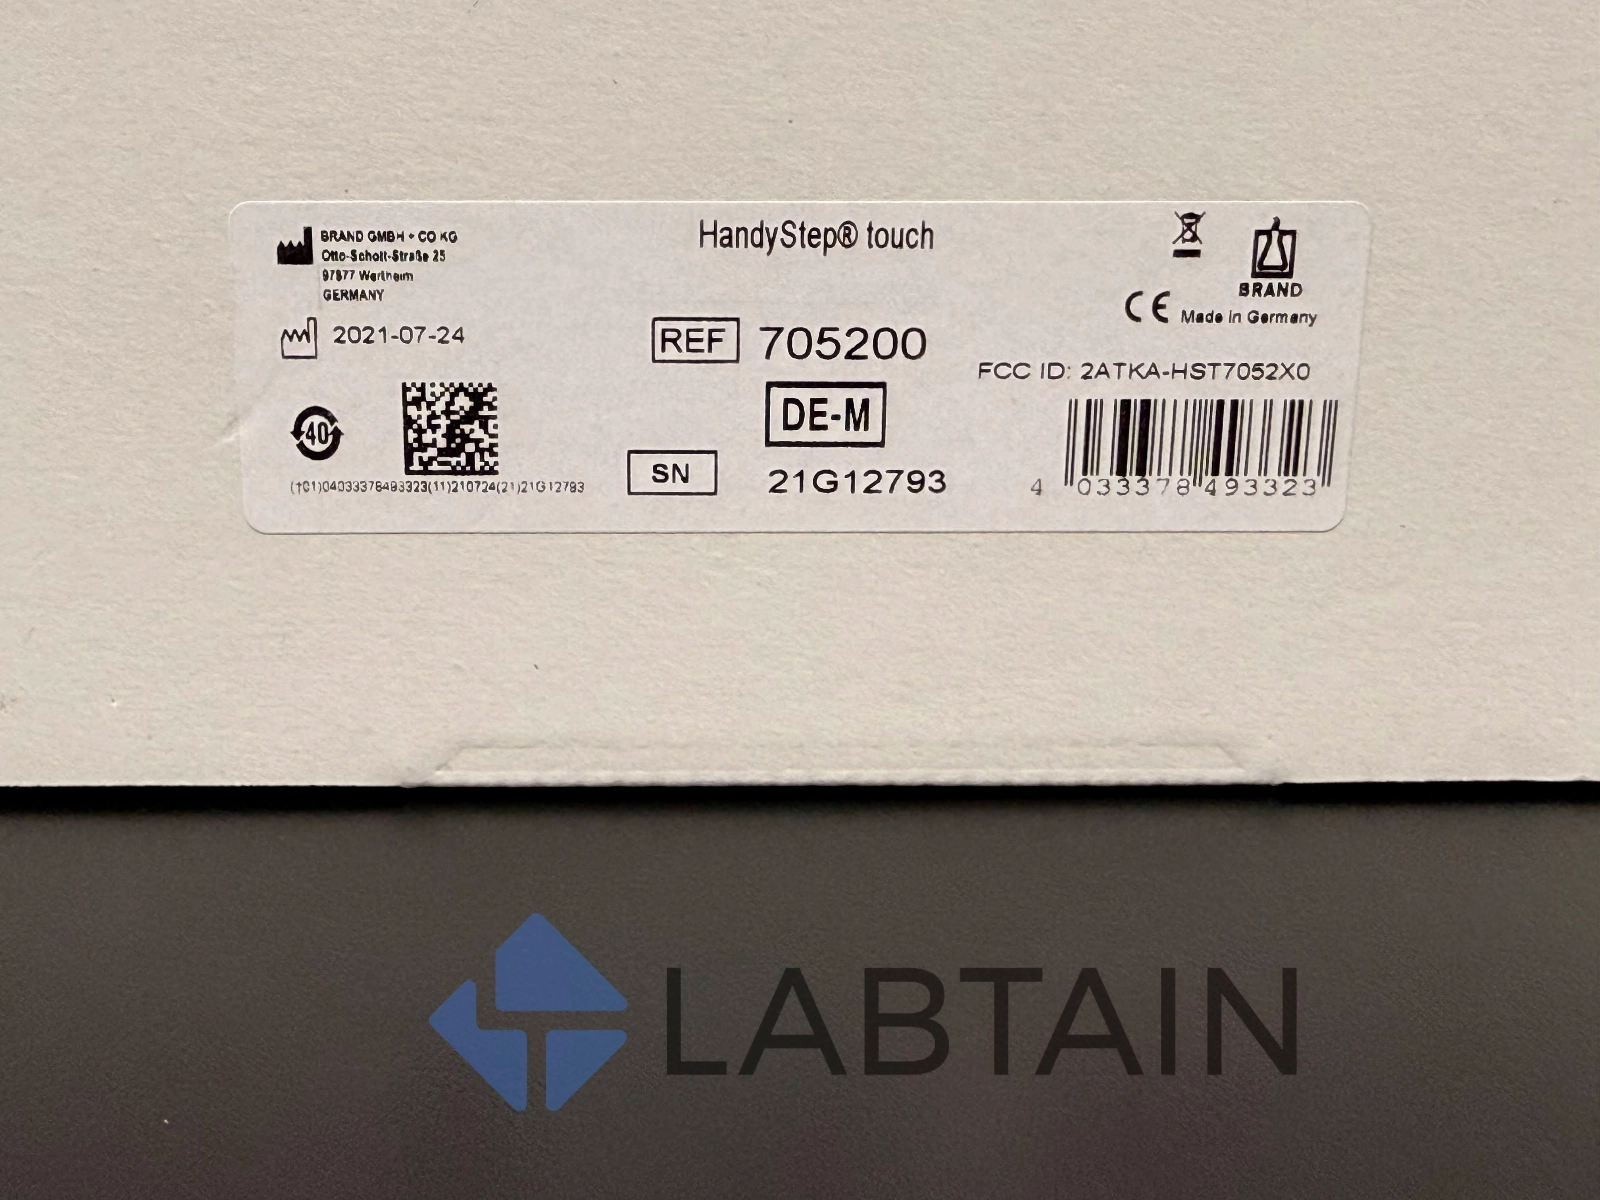 BRAND GMBH + CO KG
Otto-Schott-Straße 25
97877 Wertheim
GERMANY
2021-07-24
40
(01)04033378493323(11)210724(21)21G12793
HandyStep® touch
REF 705200
DE-M
SN 21G12793
BRAND
CE Made in Germany
FCC ID: 2ATKA-HST7052X0
4 033378 493323
LABTAIN